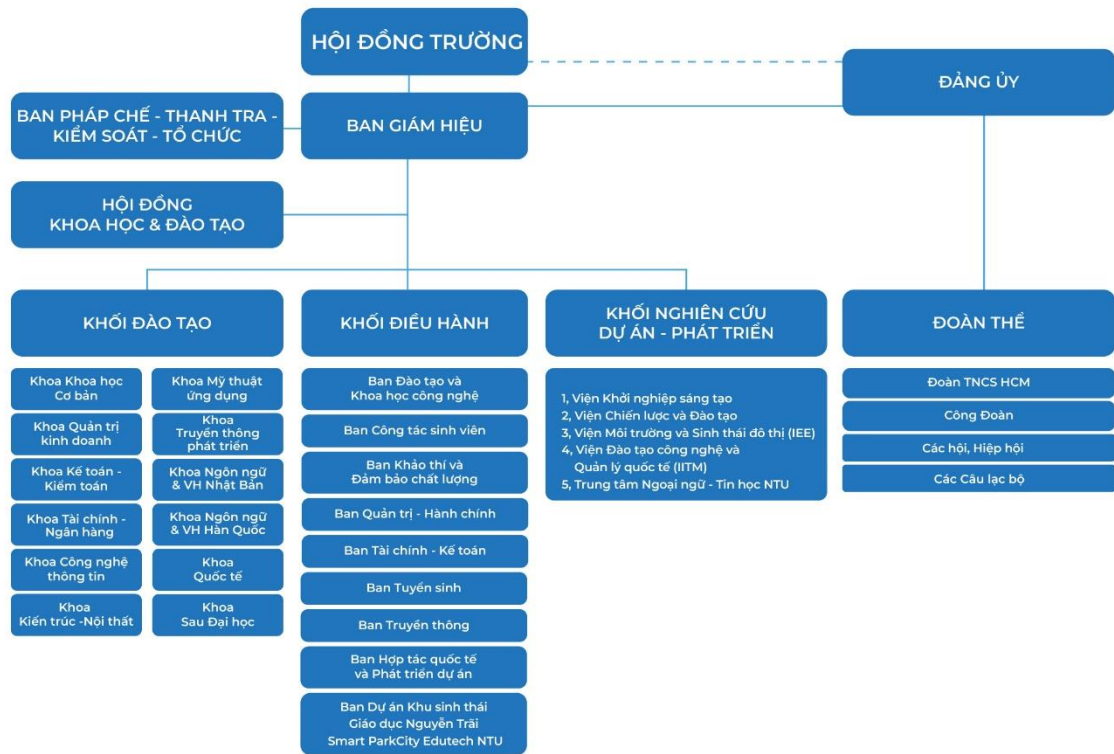 HỘI ĐỒNG TRƯỜNG
ĐẢNG ỦY
BAN PHÁP CHẾ - THANH TRA -
KIỂM SOÁT - TỔ CHỨC
BAN GIÁM HIỆU
HỘI ĐỒNG
KHOA HỌC & ĐÀO TẠO
KHỐI ĐÀO TẠO
Khoa Khoa học
Cơ bản
Khoa Quản trị
kinh doanh
Khoa Kế toán -
Kiểm toán
Khoa Tài chính -
Ngân hàng
Khoa Công nghệ
thông tin
Khoa
Kiến trúc -Nội thất
Khoa Mỹ thuật
ứng dụng
Khoa
Truyền thông
phát triển
Khoa Ngôn ngữ
& VH Nhật Bản
Khoa Ngôn ngữ
& VH Hàn Quốc
Khoa
Quốc tế
Khoa
Sau Đại học
KHỐI ĐIỀU HÀNH
Ban Đào tạo và
Khoa học công nghệ
Ban Công tác sinh viên
Ban Khảo thí và
Đảm bảo chất lượng
Ban Quản trị - Hành chính
Ban Tài chính - Kế toán
Ban Tuyển sinh
Ban Truyền thông
Ban Hợp tác quốc tế
và Phát triển dự án
Ban Dự án Khu sinh thái
Giáo dục Nguyễn Trãi
Smart ParkCity Edutech NTU
KHỐI NGHIÊN CỨU
DỰ ÁN - PHÁT TRIỂN
1, Viện Khởi nghiệp sáng tạo
2, Viện Chiến lược và Đào tạo
3, Viện Môi trường và Sinh thái đô thị (IEE)
4, Viện Đào tạo công nghệ và
Quản lý quốc tế (IITM)
5, Trung tâm Ngoại ngữ - Tin học NTU
ĐOÀN THỂ
Đoàn TNCS HCM
Công Đoàn
Các hội, Hiệp hội
Các Câu lạc bộ